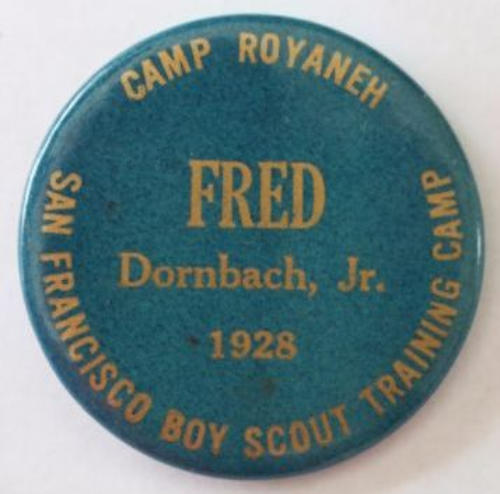 CAMP ROYANEH
FRED
Dornbach, Jr.
1928
SAN FRANCISCO BOY SCOUT TRAINING CAMP